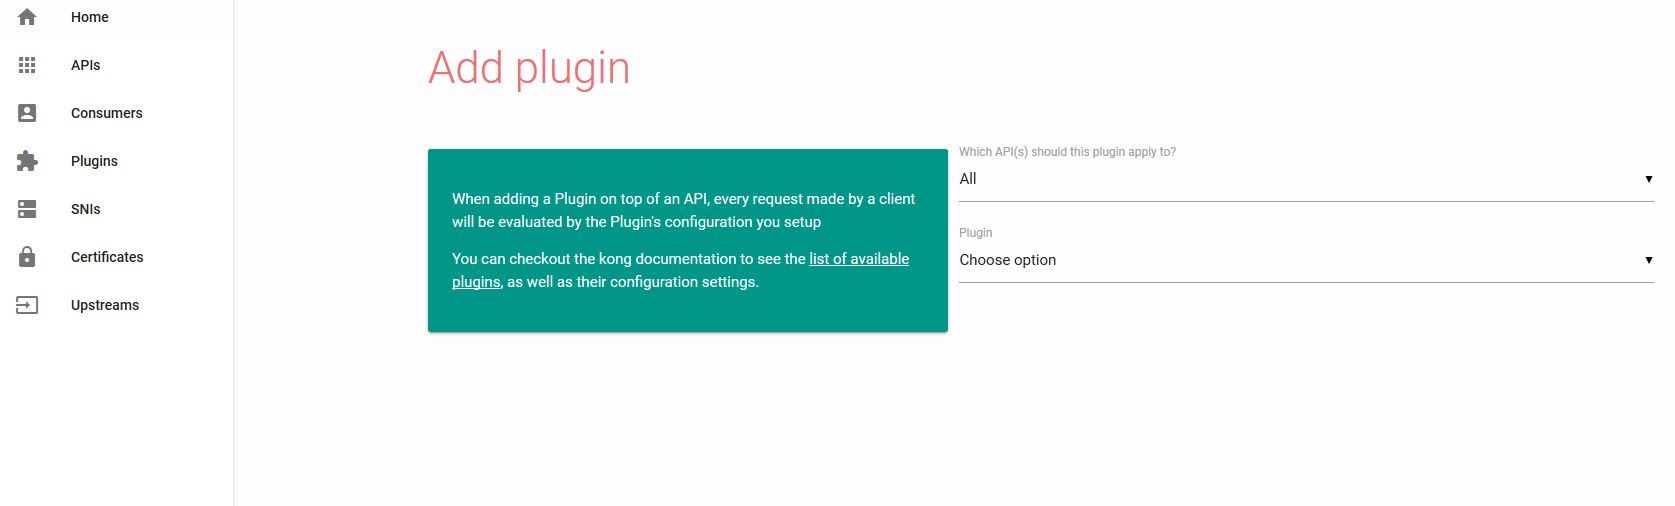 Home
APIs
Consumers
Plugins
SNIs
Certificates
Upstreams
Add plugin
When adding a Plugin on top of an API, every request made by a client
will be evaluated by the Plugin's configuration you setup
You can checkout the kong documentation to see the list of available
plugins, as well as their configuration settings.
Which API(s) should this plugin apply to?
All
Plugin
Choose option